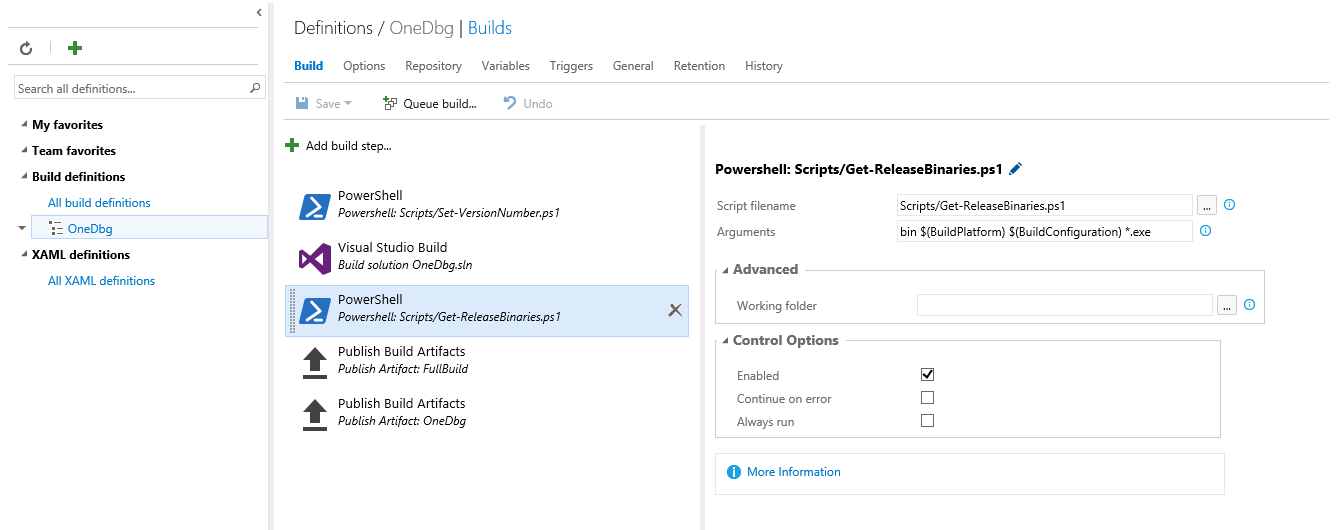 Definitions / OneDbg | Builds
Search all definitions...
My favorites
Team favorites
Build definitions
All build definitions
OneDbg
XAML definitions
All XAML definitions
Build Options Repository Variables Triggers General Retention History
Save Queue build... Undo
Add build step...
PowerShell
Powershell: Scripts/Set-VersionNumber.ps1
Visual Studio Build
Build solution OneDbg.sln
PowerShell
Powershell: Scripts/Get-ReleaseBinaries.ps1
Publish Build Artifacts
Publish Artifact: FullBuild
Publish Build Artifacts
Publish Artifact: OneDbg
Powershell: Scripts/Get-ReleaseBinaries.ps1
Script filename Scripts/Get-ReleaseBinaries.ps1 ...
Arguments bin $(BuildPlatform) $(BuildConfiguration) *.exe
Advanced
Working folder ...
Control Options
Enabled
Continue on error
Always run
More Information